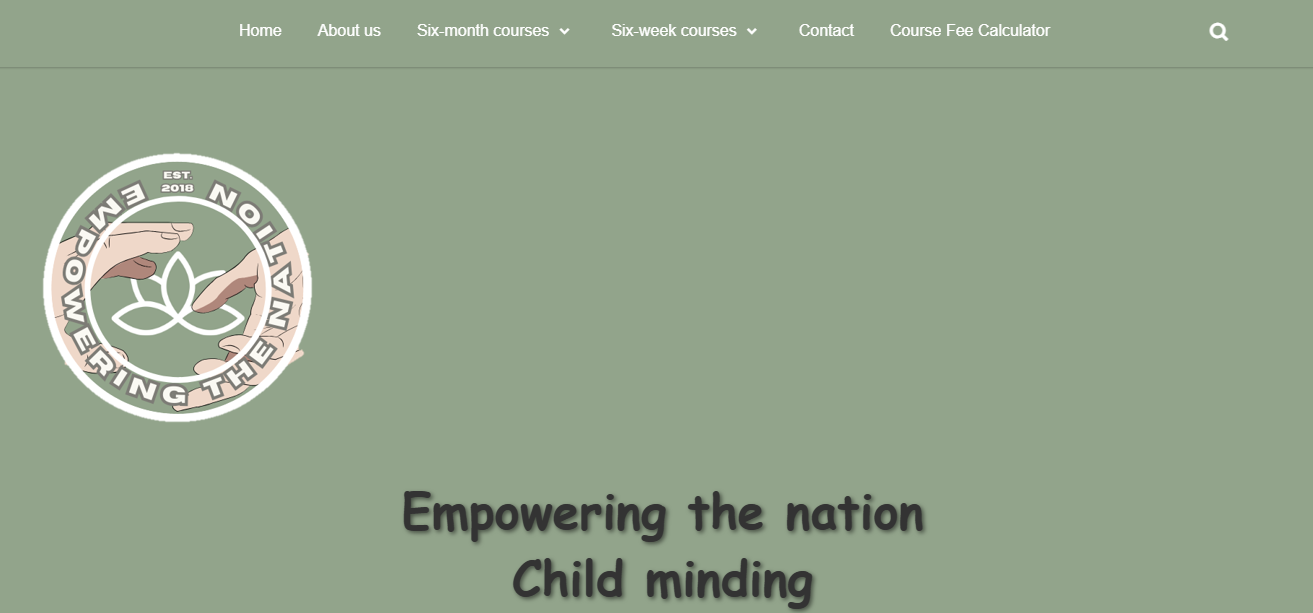 Home About us Six-month courses Six-week courses Contact Course Fee Calculator
EST.
2018
EMPOWERING THE NATION
Empowering the nation
Child minding